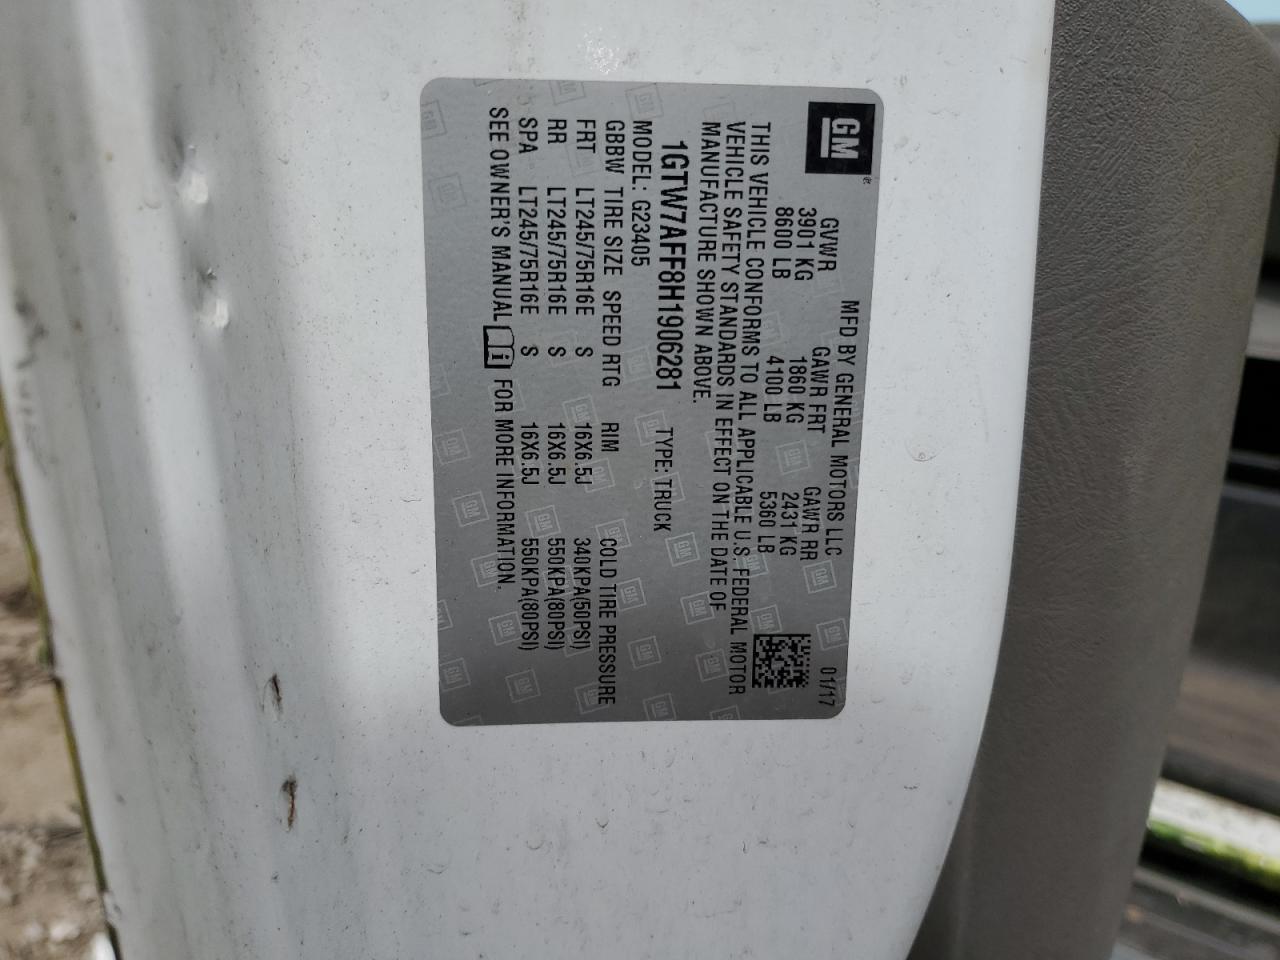 GM
MFD BY GENERAL MOTORS LLC 01/17
GVWR GAWR FRT GAWR RR
3901 KG 1860 KG 2431 KG
8600 LB 4100 LB 5360 LB
THIS VEHICLE CONFORMS TO ALL APPLICABLE U.S. FEDERAL MOTOR
VEHICLE SAFETY STANDARDS IN EFFECT ON THE DATE OF
MANUFACTURE SHOWN ABOVE.
1GTW7AFF8H1906281 TYPE: TRUCK
MODEL: G23405
GBBW TIRE SIZE SPEED RTG RIM COLD TIRE PRESSURE
FRT LT245/75R16E S 16X6.5J 340KPA(50PSI)
RR LT245/75R16E S 16X6.5J 550KPA(80PSI)
SPA LT245/75R16E S 16X6.5J 550KPA(80PSI)
SEE OWNER'S MANUAL i FOR MORE INFORMATION.